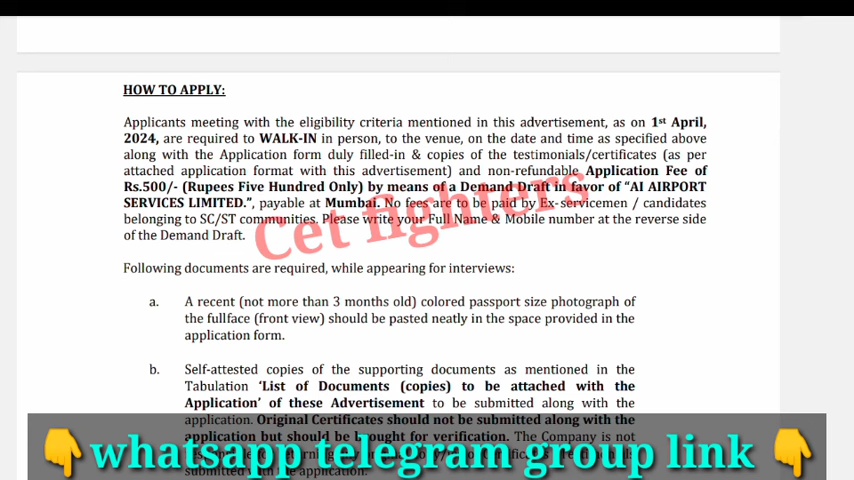 HOW TO APPLY:
Applicants meeting with the eligibility criteria mentioned in this advertisement, as on 1st April,
2024, are required to WALK-IN in person, to the venue, on the date and time as specified above
along with the Application form duly filled-in & copies of the testimonials/certificates (as per
attached application format with this advertisement) and non-refundable Application Fee of
Rs.500/- (Rupees Five Hundred Only) by means of a Demand Draft in favor of "AI AIRPORT
SERVICES LIMITED.", payable at Mumbai. No fees are to be paid by Ex-servicemen / candidates
belonging to SC/ST communities. Please write your Full Name & Mobile number at the reverse side
of the Demand Draft.
Cet fighters
Following documents are required, while appearing for interviews:
a. A recent (not more than 3 months old) colored passport size photograph of
the fullface (front view) should be pasted neatly in the space provided in the
application form.
b. Self-attested copies of the supporting documents as mentioned in the
Tabulation 'List of Documents (copies) to be attached with the
Application' of these Advertisement to be submitted along with the
application. Original Certificates should not be submitted along with the
application but should be brought for verification. The Company is not
submitted with the application.
👇whatsapp telegram group link 👇